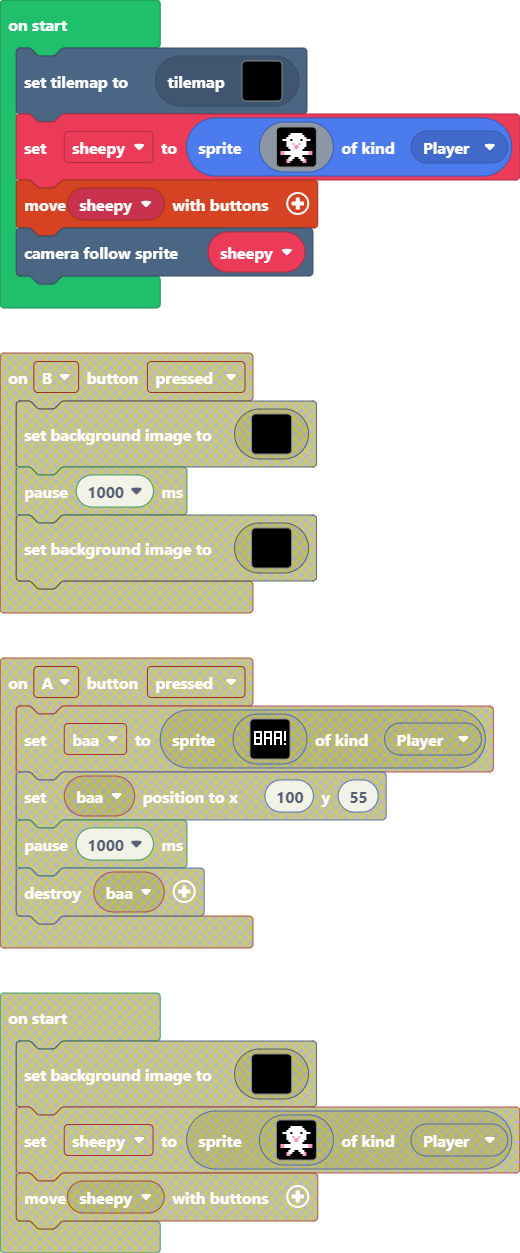 on start
set tilemap to tilemap
set sheepy to sprite of kind Player
move sheepy with buttons
camera follow sprite sheepy
on B button pressed
set background image to
pause 1000 ms
set background image to
on A button pressed
set baa to sprite BAA! of kind Player
set baa position to x 100 y 55
pause 1000 ms
destroy baa
on start
set background image to
set sheepy to sprite of kind Player
move sheepy with buttons